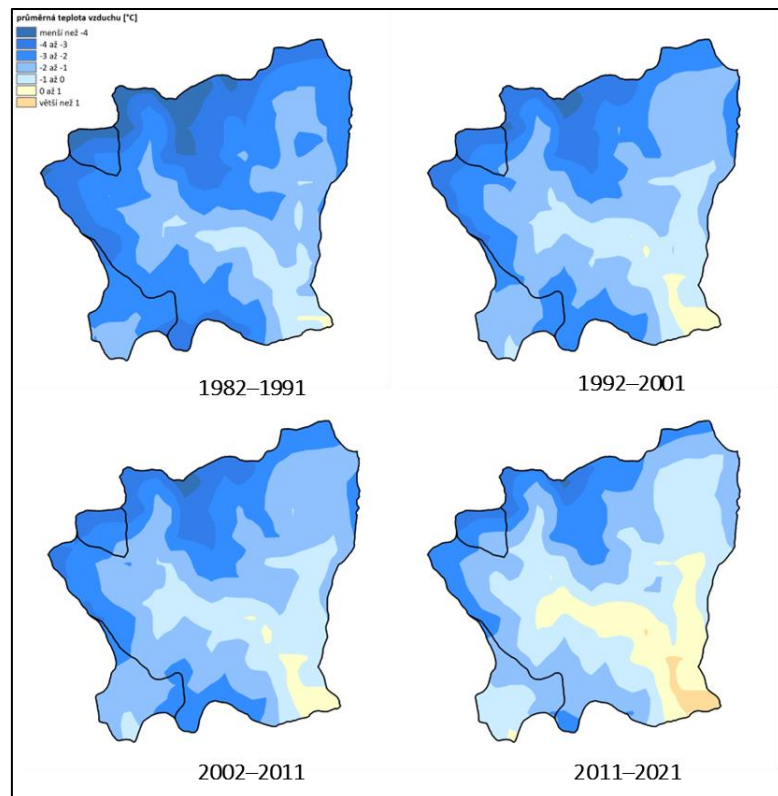 průměrná teplota vzduchu [°C]
menší než -4
-4 až -3
-3 až -2
-2 až -1
-1 až 0
0 až 1
větší než 1
1982–1991
1992–2001
2002–2011
2011–2021